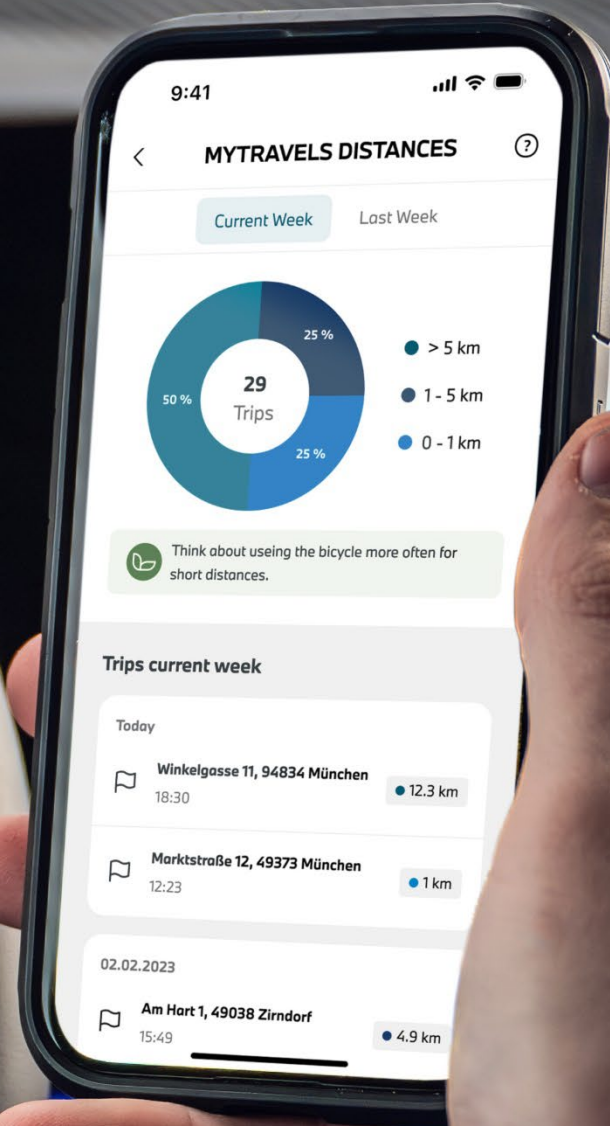 9:41
MYTRAVELS DISTANCES
?
Current Week
Last Week
25 %
50 %
25 %
29
Trips
> 5 km
1 - 5 km
0 - 1 km
Think about useing the bicycle more often for
short distances.
Trips current week
Today
Winkelgasse 11, 94834 München
18:30
12.3 km
Marktstraße 12, 49373 München
12:23
1 km
02.02.2023
Am Hart 1, 49038 Zirndorf
15:49
4.9 km